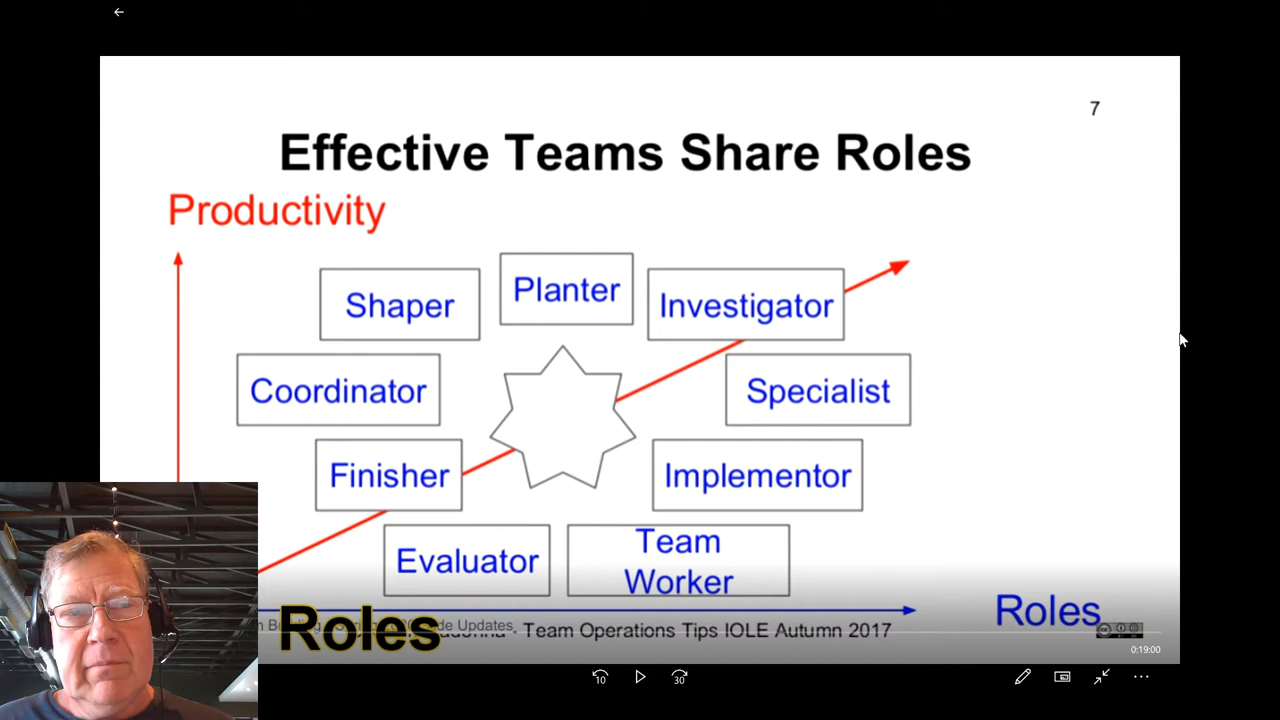 7
Effective Teams Share Roles
Productivity
Planter
Shaper
Investigator
Coordinator
Specialist
Finisher
Implementor
Evaluator
Team
Worker
Roles
Roles
Updates
- Team Operations Tips IOLE Autumn 2017
0:19:00
10
30